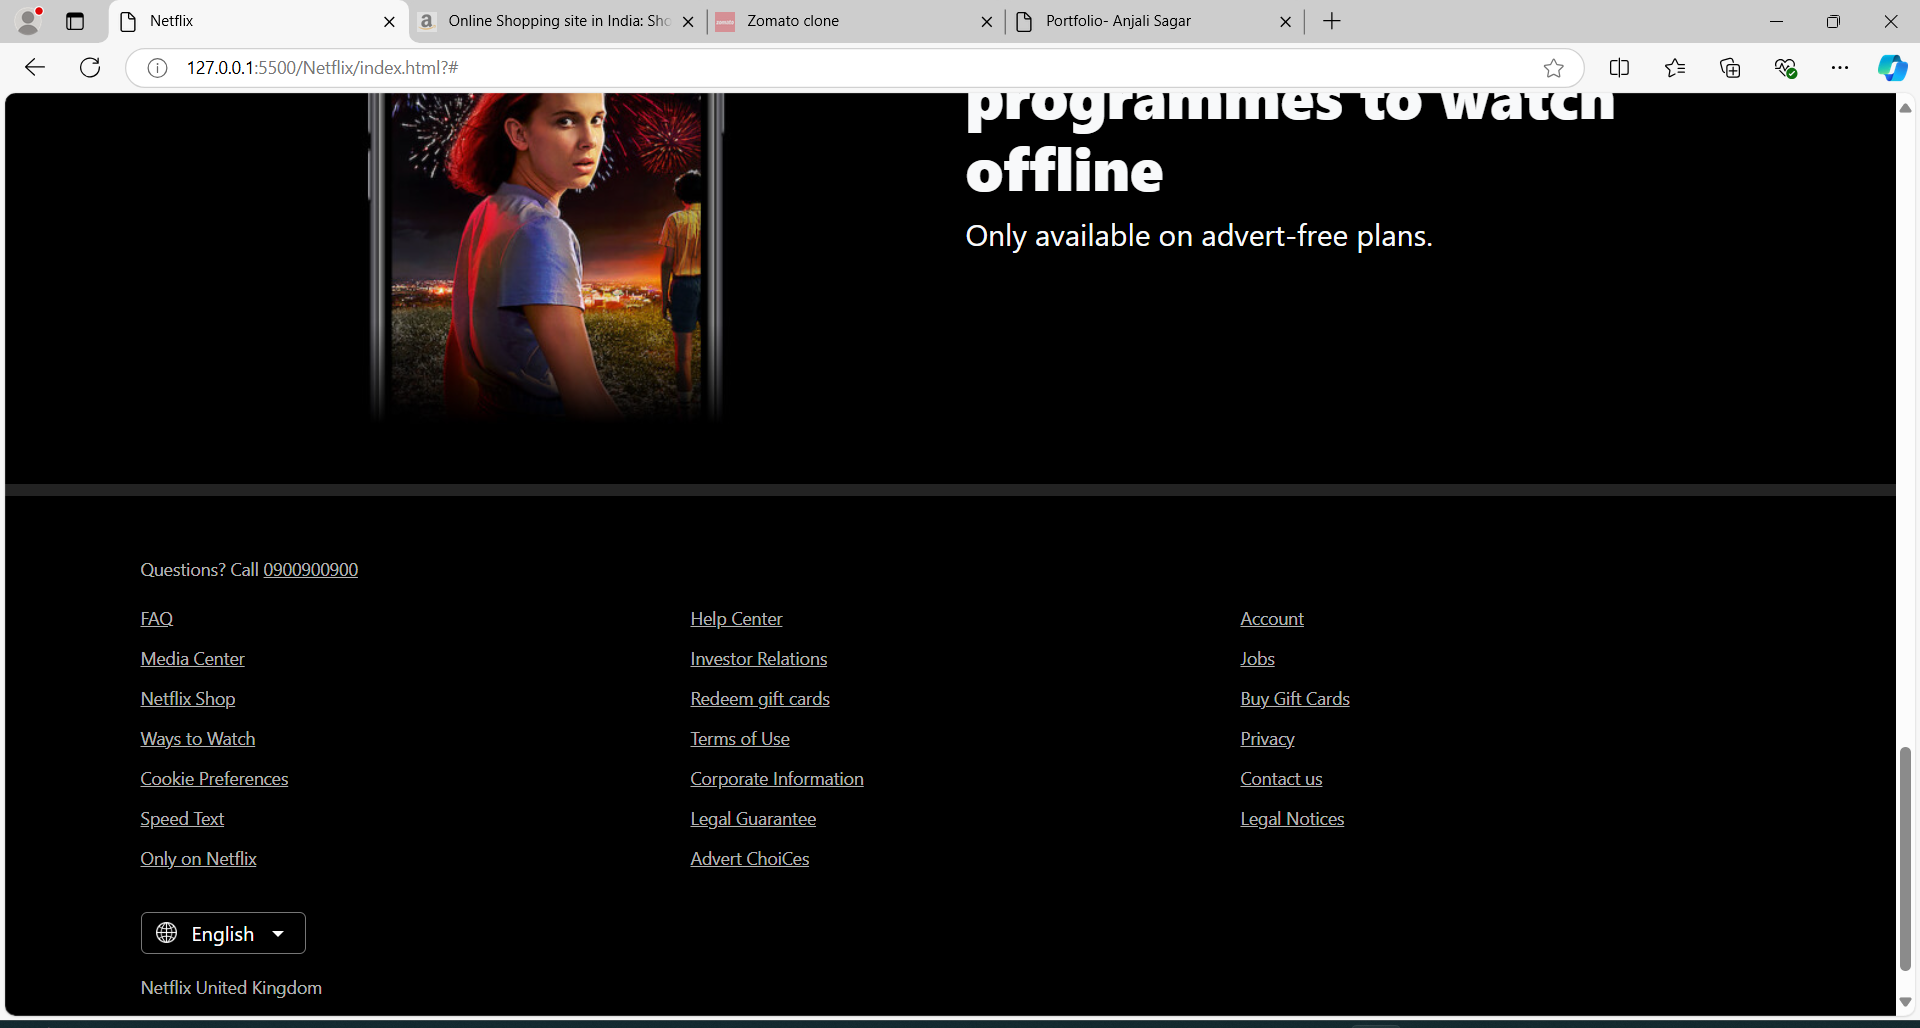 Netflix
Online Shopping site in India: Sho
Zomato clone
Portfolio- Anjali Sagar
127.0.0.1:5500/Netflix/index.html?#
programmes to watch
offline
Only available on advert-free plans.
Questions? Call 0900900900
FAQ
Help Center
Account
Media Center
Investor Relations
Jobs
Netflix Shop
Redeem gift cards
Buy Gift Cards
Ways to Watch
Terms of Use
Privacy
Cookie Preferences
Corporate Information
Contact us
Speed Text
Legal Guarantee
Legal Notices
Only on Netflix
Advert ChoiCes
English
Netflix United Kingdom